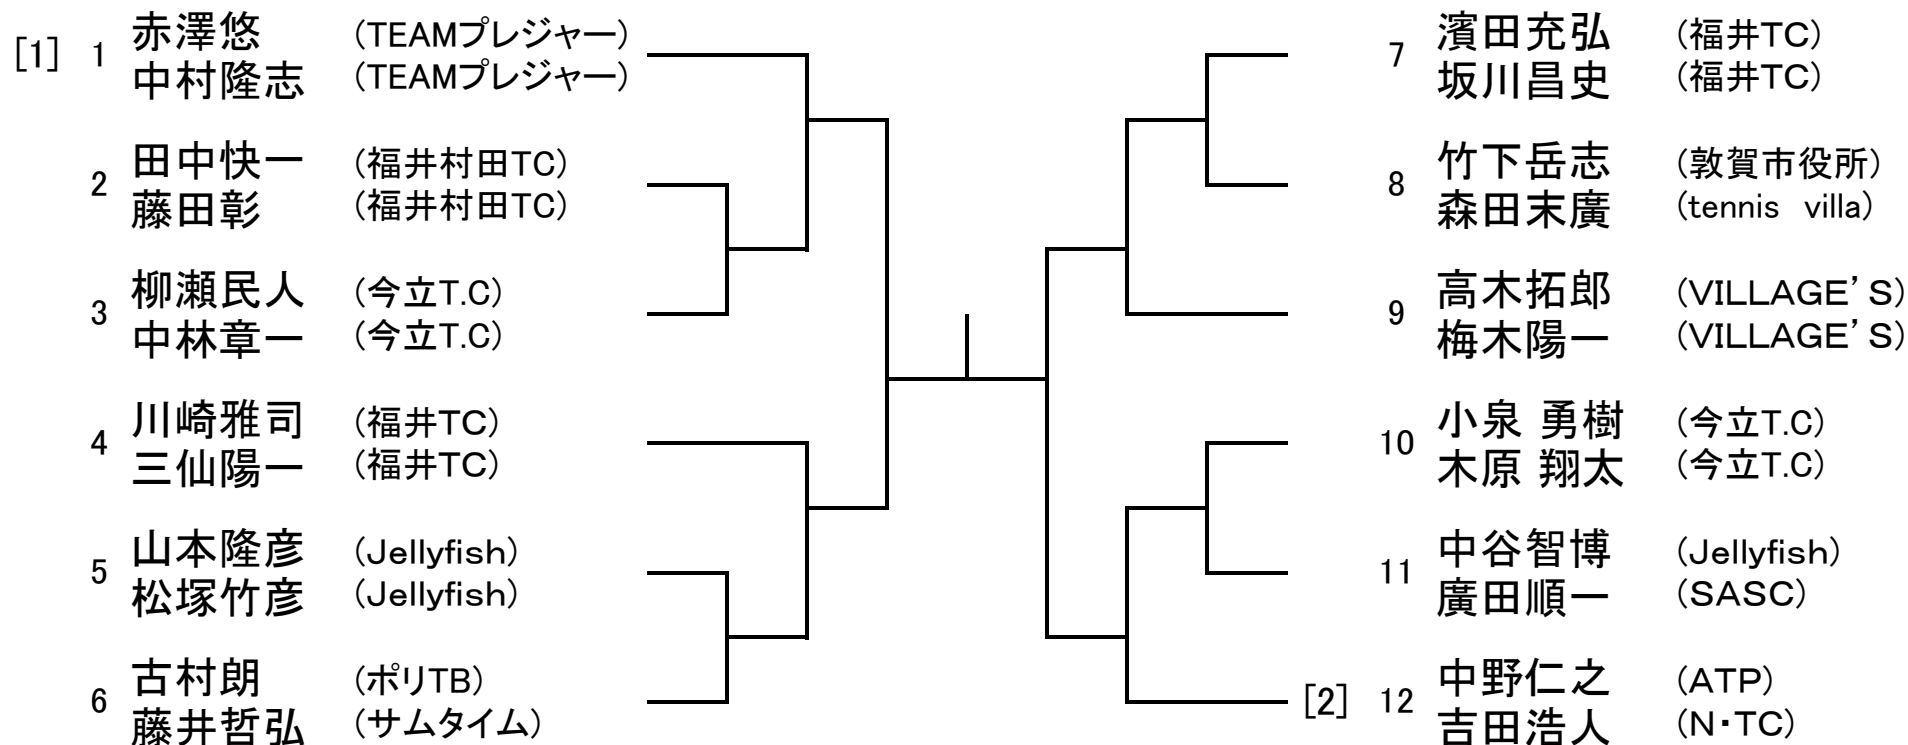 [1] 1 赤澤悠 (TEAMプレジャー)
中村隆志 (TEAMプレジャー)
2 田中快一 (福井村田TC)
藤田彰 (福井村田TC)
3 柳瀬民人 (今立T.C)
中林章一 (今立T.C)
4 川崎雅司 (福井TC)
三仙陽一 (福井TC)
5 山本隆彦 (Jellyfish)
松塚竹彦 (Jellyfish)
6 古村朗 (ポリTB)
藤井哲弘 (サムタイム)
7 濱田充弘 (福井TC)
坂川昌史 (福井TC)
8 竹下岳志 (敦賀市役所)
森田末廣 (tennis villa)
9 高木拓郎 (VILLAGE'S)
梅木陽一 (VILLAGE'S)
10 小泉 勇樹 (今立T.C)
木原 翔太 (今立T.C)
11 中谷智博 (Jellyfish)
廣田順一 (SASC)
[2] 12 中野仁之 (ATP)
吉田浩人 (N・TC)